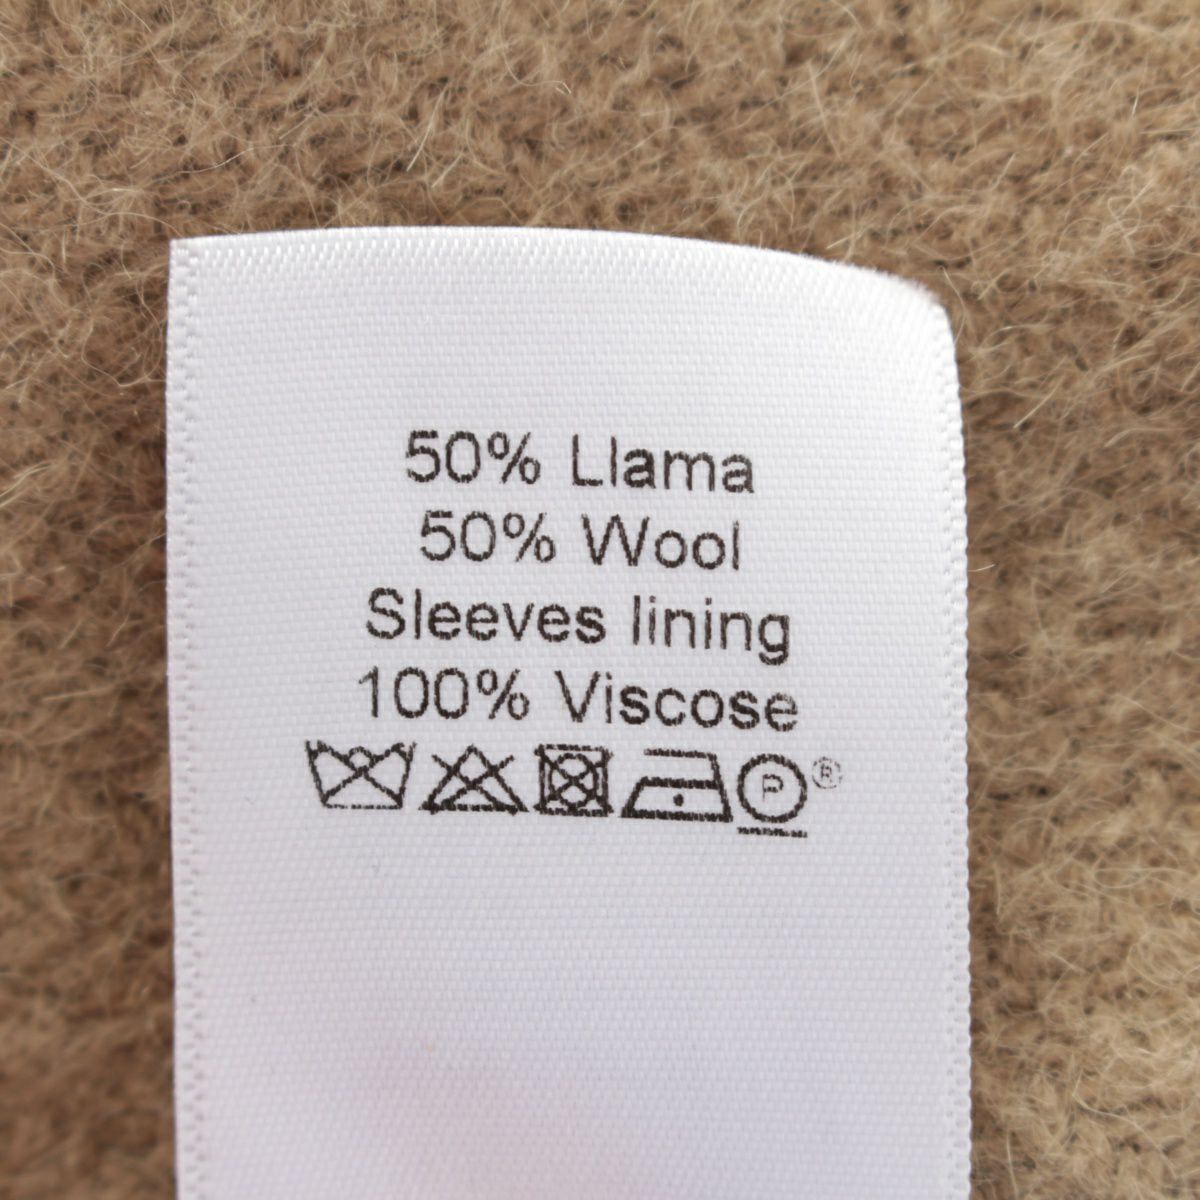 50% Llama
50% Wool
Sleeves lining
100% Viscose
P ®